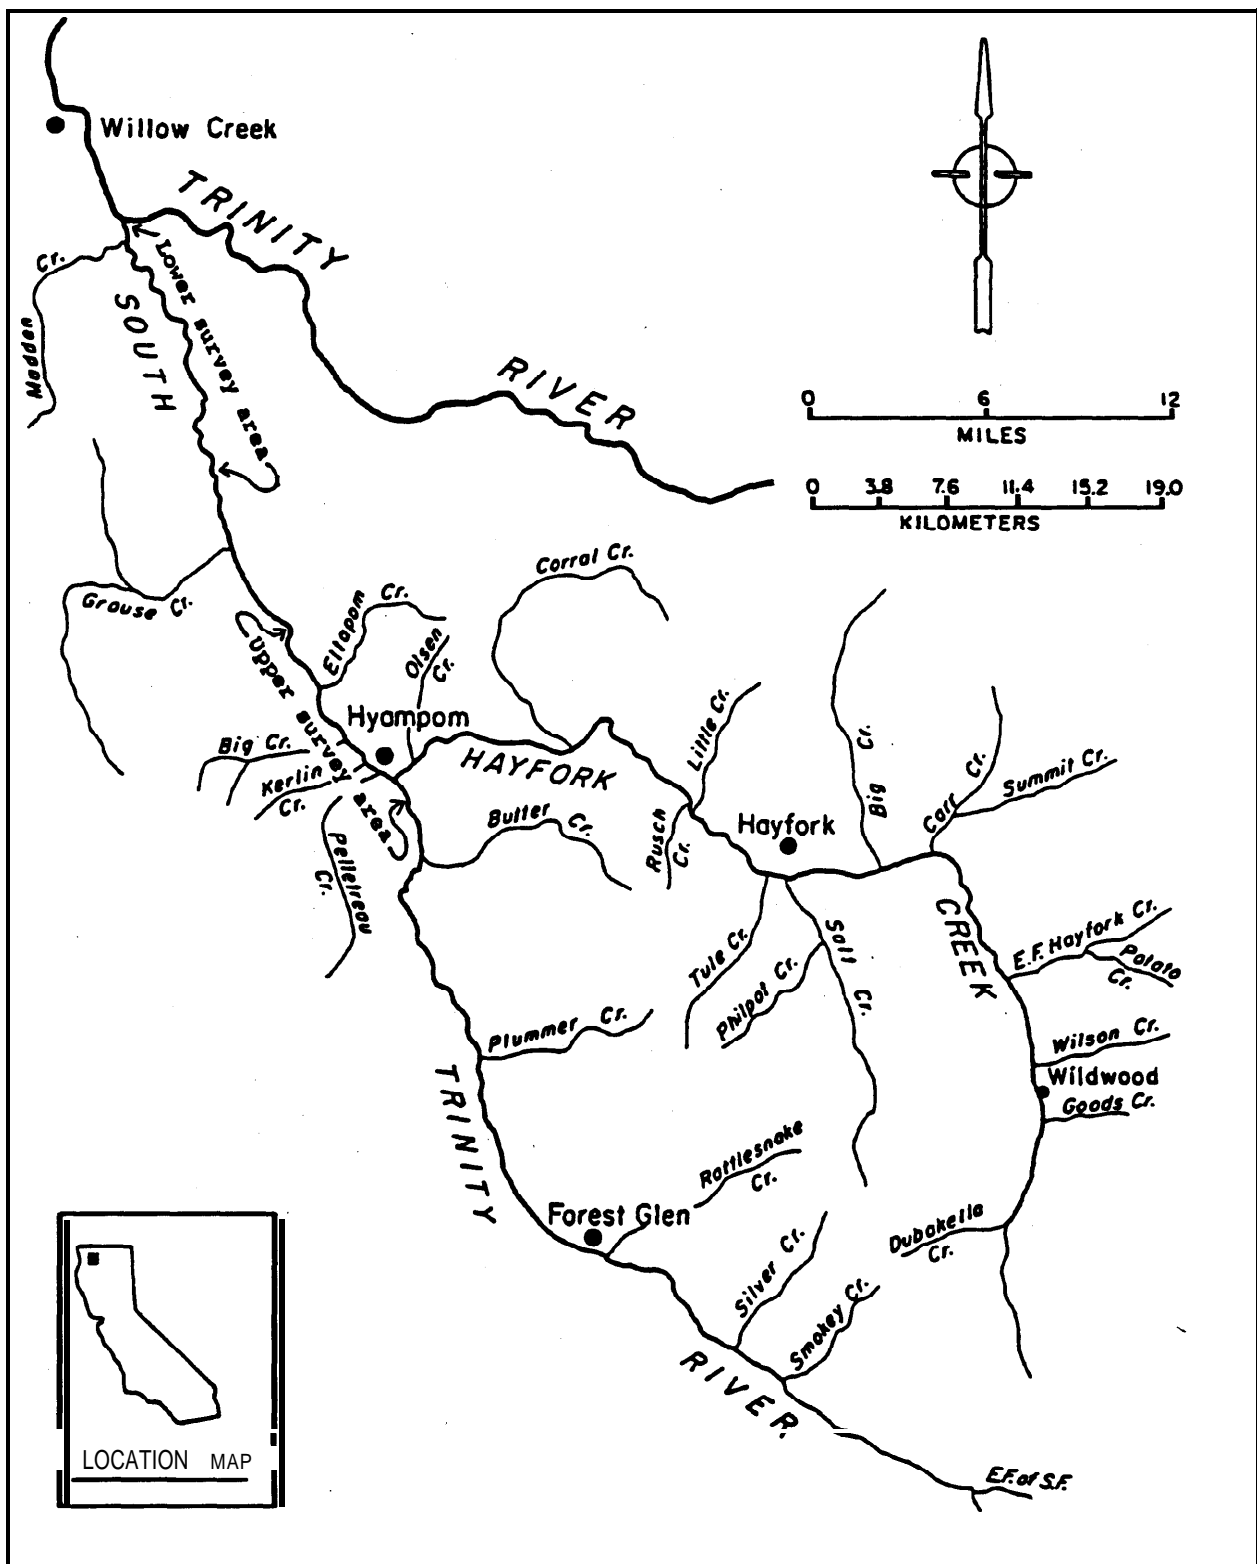 Willow Creek
TRINITY
RIVER
Cr.
Madden
SOUTH
Lower survey area
0 6 12
MILES
0 3.8 7.6 11.4 15.2 19.0
KILOMETERS
Corral Cr.
Grouse Cr.
Eltapom Cr.
Olsen
Cr.
Upper survey area
Hyampom
HAYFORK
Little Cr.
Big Cr.
Carr Cr.
Summit Cr.
Big Cr.
Kerlin
Cr.
Butter Cr.
Rusch
Cr.
Hayfork
Pelletreau
Cr.
CREEK
E.F. Hayfork Cr.
Potato
Cr.
Tule Cr.
Philpot Cr.
Salt Cr.
Plummer Cr.
Wilson Cr.
Wildwood
Goods Cr.
TRINITY
Rattlesnake
Cr.
Forest Glen
Dubakella
Cr.
Silver Cr.
Smokey Cr.
RIVER
E.F. of S.F.
LOCATION MAP